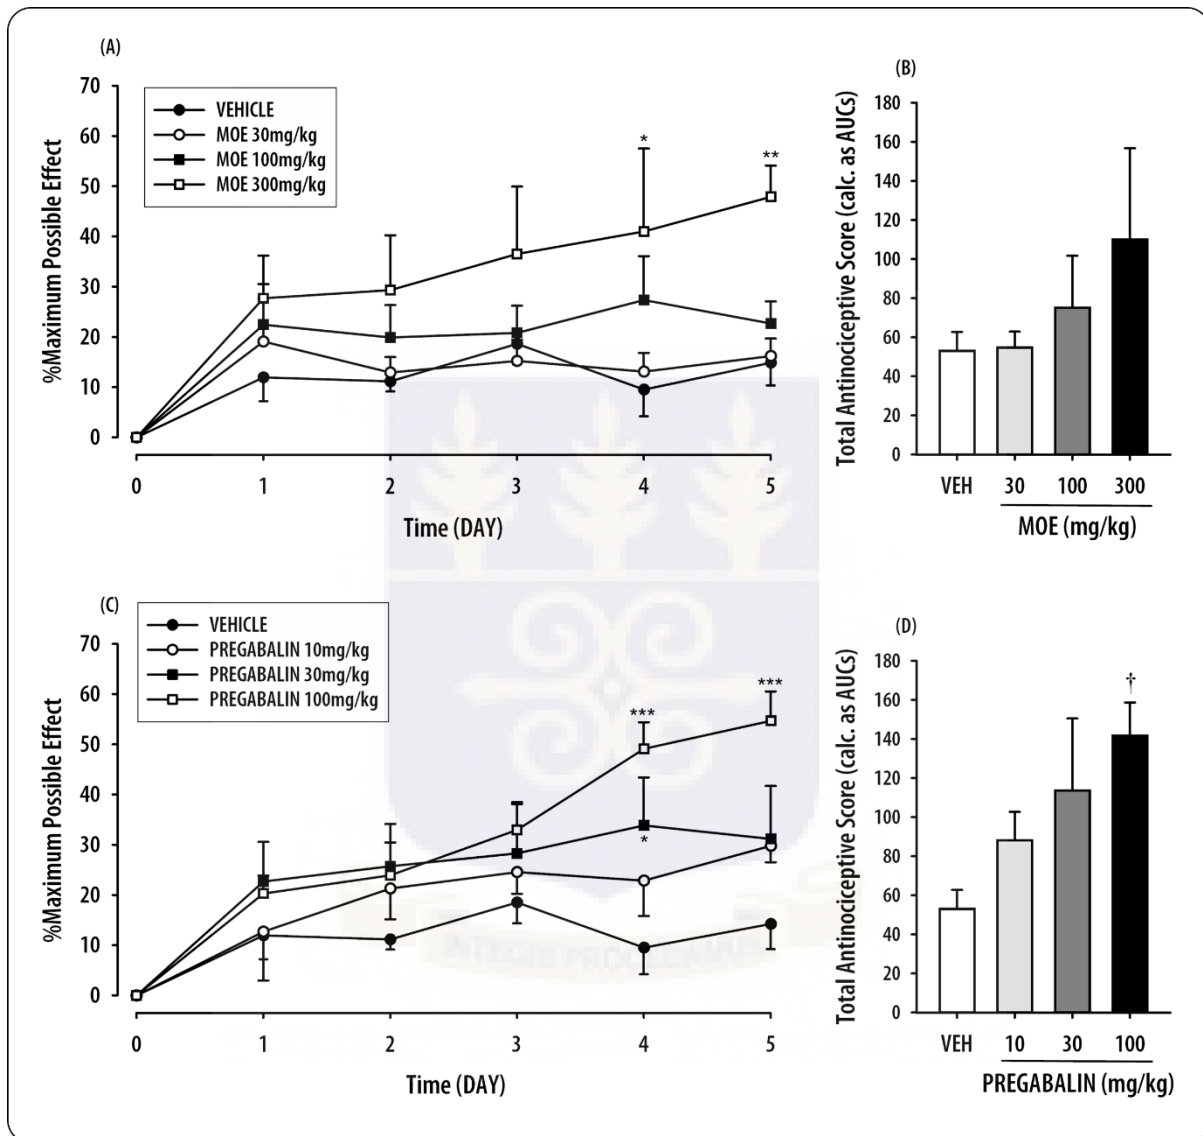 (A)
%Maximum Possible Effect
70
60
50
40
30
20
10
0
VEHICLE
MOE 30mg/kg
MOE 100mg/kg
MOE 300mg/kg
*
**
0 1 2 3 4 5
Time (DAY)
(B)
Total Antinociceptive Score (calc. as AUCs)
180
160
140
120
100
80
60
40
20
0
VEH 30 100 300
MOE (mg/kg)
(C)
%Maximum Possible Effect
70
60
50
40
30
20
10
0
VEHICLE
PREGABALIN 10mg/kg
PREGABALIN 30mg/kg
PREGABALIN 100mg/kg
***
***
*
0 1 2 3 4 5
Time (DAY)
(D)
Total Antinociceptive Score (calc. as AUCs)
180
160
140
120
100
80
60
40
20
0
†
VEH 10 30 100
PREGABALIN (mg/kg)
INTEGRI PROCEDAMUS